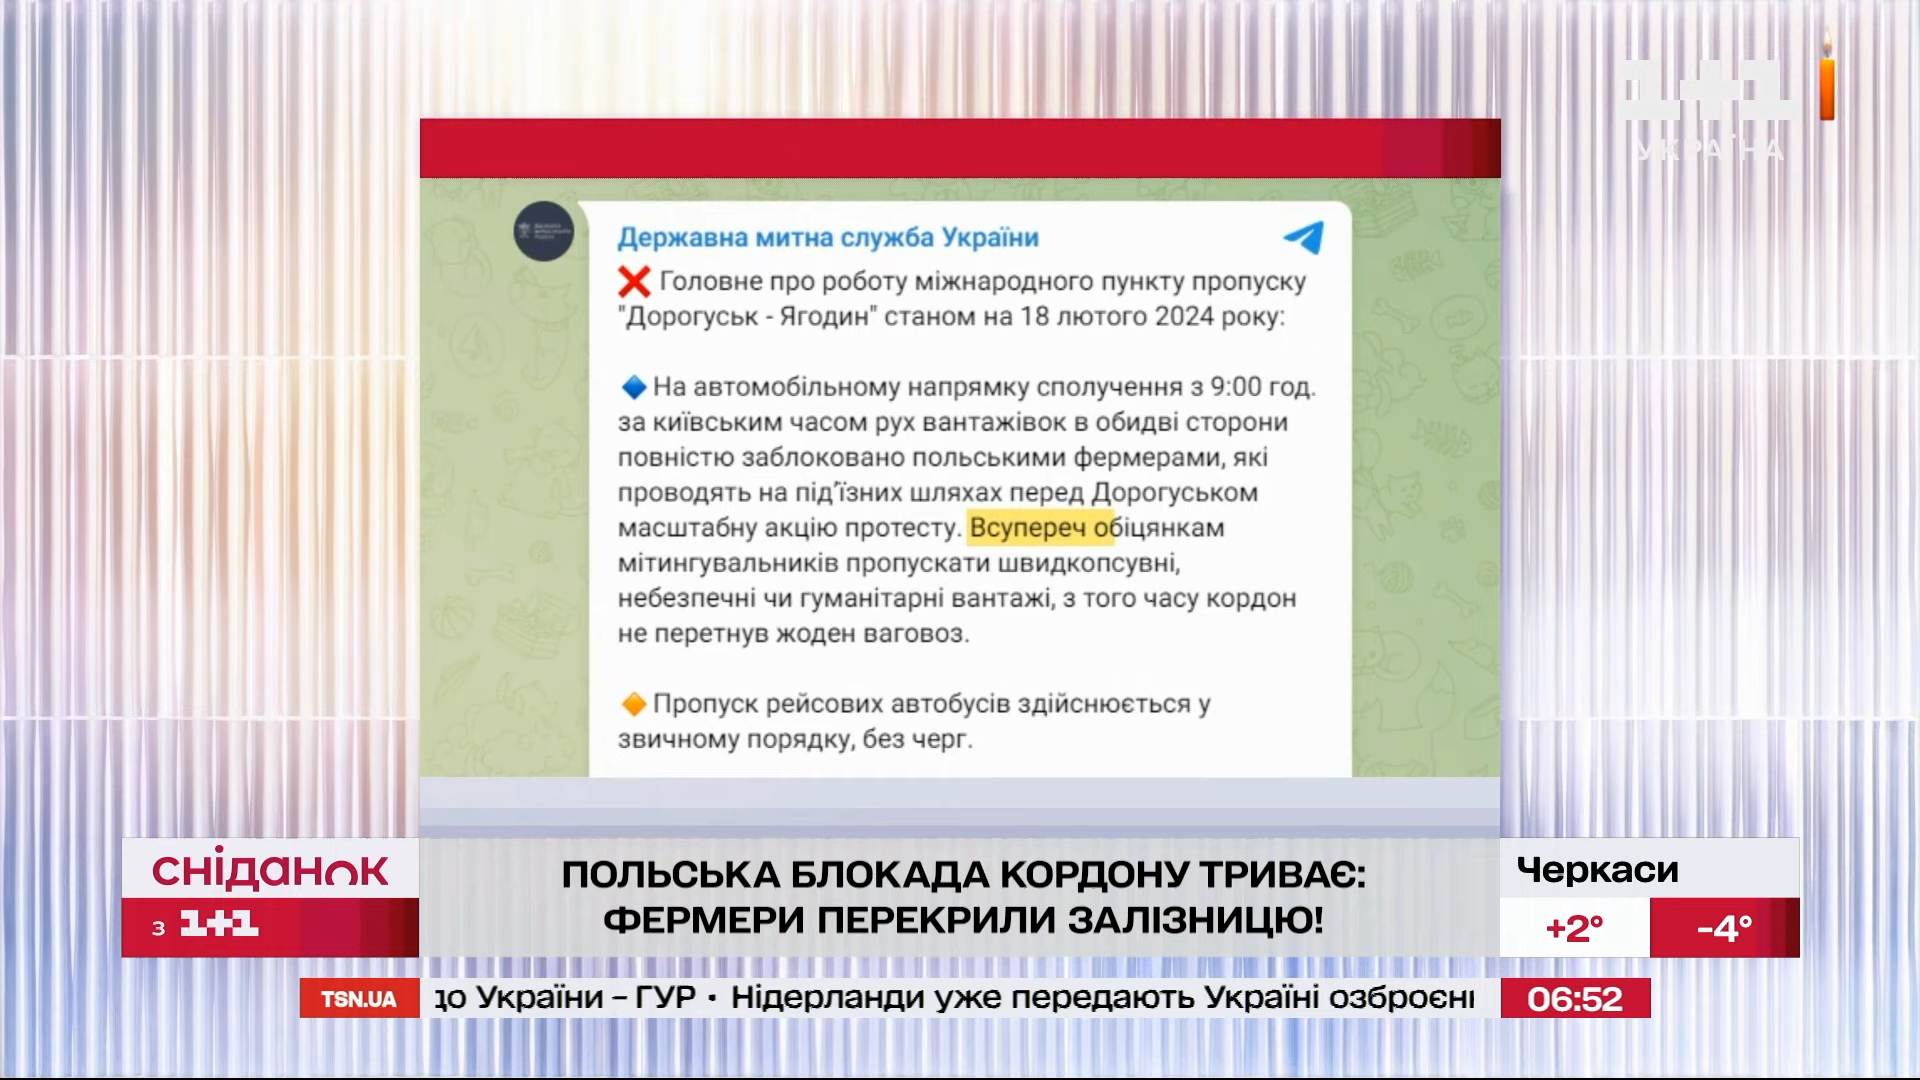 1+1
УКРАЇНА
Державна митна служба України
Головне про роботу міжнародного пункту пропуску
"Дорогуськ - Ягодин" станом на 18 лютого 2024 року:
На автомобільному напрямку сполучення з 9:00 год.
за київським часом рух вантажівок в обидві сторони
повністю заблоковано польськими фермерами, які
проводять на під’їзних шляхах перед Дорогуськом
масштабну акцію протесту. Всупереч обіцянкам
мітингувальників пропускати швидкопсувні,
небезпечні чи гуманітарні вантажі, з того часу кордон
не перетнув жоден ваговоз.
Пропуск рейсових автобусів здійснюється у
звичному порядку, без черг.
СНІДАНОК
з 1+1
ПОЛЬСЬКА БЛОКАДА КОРДОНУ ТРИВАЄ:
ФЕРМЕРИ ПЕРЕКРИЛИ ЗАЛІЗНИЦЮ!
Черкаси
+2° -4°
TSN.UA
до України – ГУР • Нідерланди уже передають Україні озброєн
06:52